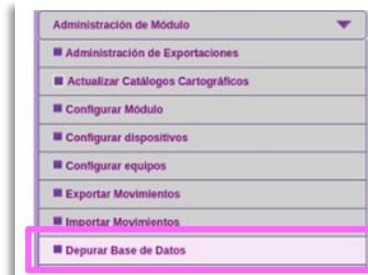 Administración de Módulo
Administración de Exportaciones
Actualizar Catálogos Cartográficos
Configurar Módulo
Configurar dispositivos
Configurar equipos
Exportar Movimientos
Importar Movimientos
Depurar Base de Datos